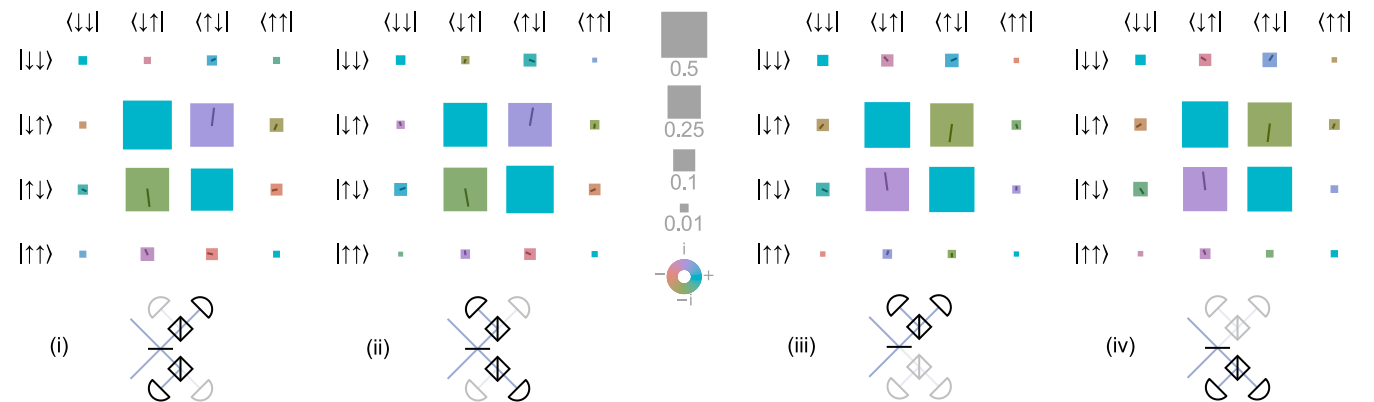 ⟨↓↓| ⟨↓↑| ⟨↑↓| ⟨↑↑|
|↓↓⟩
|↓↑⟩
|↑↓⟩
|↑↑⟩
(i)
⟨↓↓| ⟨↓↑| ⟨↑↓| ⟨↑↑|
|↓↓⟩
|↓↑⟩
|↑↓⟩
|↑↑⟩
(ii)
0.5
0.25
0.1
0.01
i
− +
−i
⟨↓↓| ⟨↓↑| ⟨↑↓| ⟨↑↑|
|↓↓⟩
|↓↑⟩
|↑↓⟩
|↑↑⟩
(iii)
⟨↓↓| ⟨↓↑| ⟨↑↓| ⟨↑↑|
|↓↓⟩
|↓↑⟩
|↑↓⟩
|↑↑⟩
(iv)